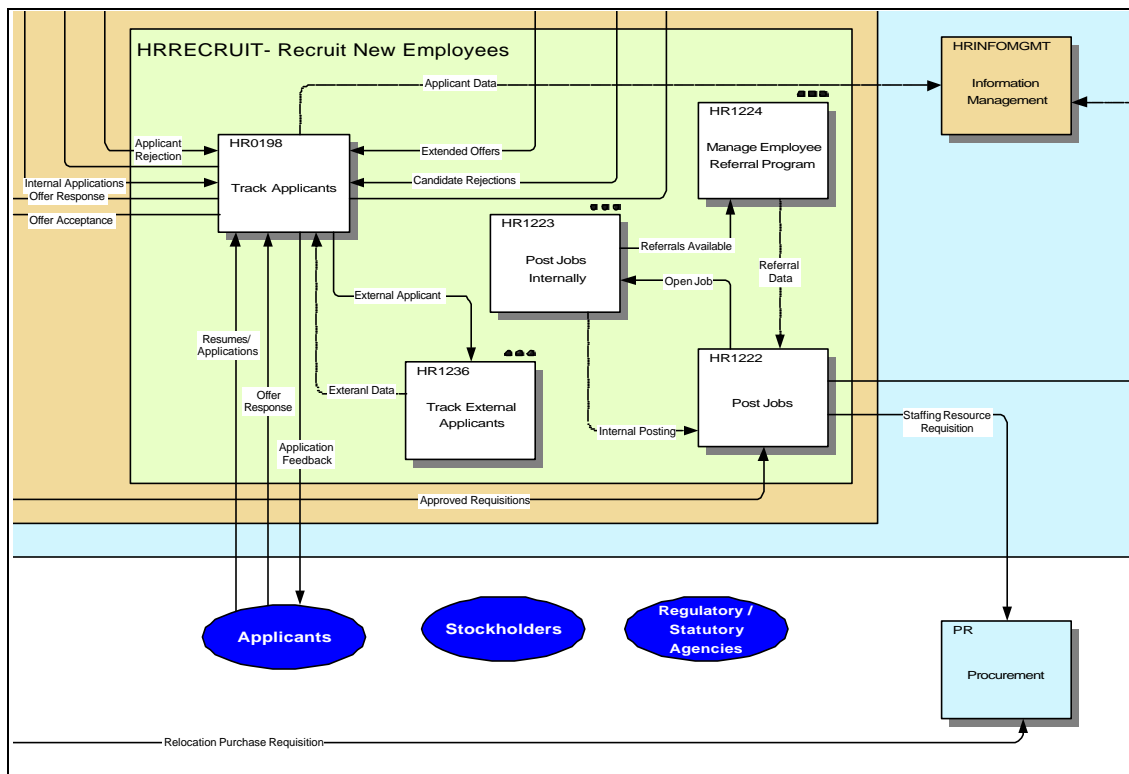 HRRECRUIT- Recruit New Employees
HRINFOMGMT
Information
Management
Applicant Data
HR1224
Manage Employee
Referral Program
HR0198
Track Applicants
Applicant
Rejection
Extended Offers
Internal Applications
Candidate Rejections
Offer Response
Offer Acceptance
HR1223
Post Jobs
Internally
Referrals Available
Referral
Data
Open Job
External Applicant
Resumes/
Applications
HR1236
Track External
Applicants
Exteranl Data
HR1222
Post Jobs
Offer
Response
Staffing Resource
Requisition
Internal Posting
Application
Feedback
Approved Requisitions
Applicants
Stockholders
Regulatory /
Statutory
Agencies
PR
Procurement
Relocation Purchase Requisition